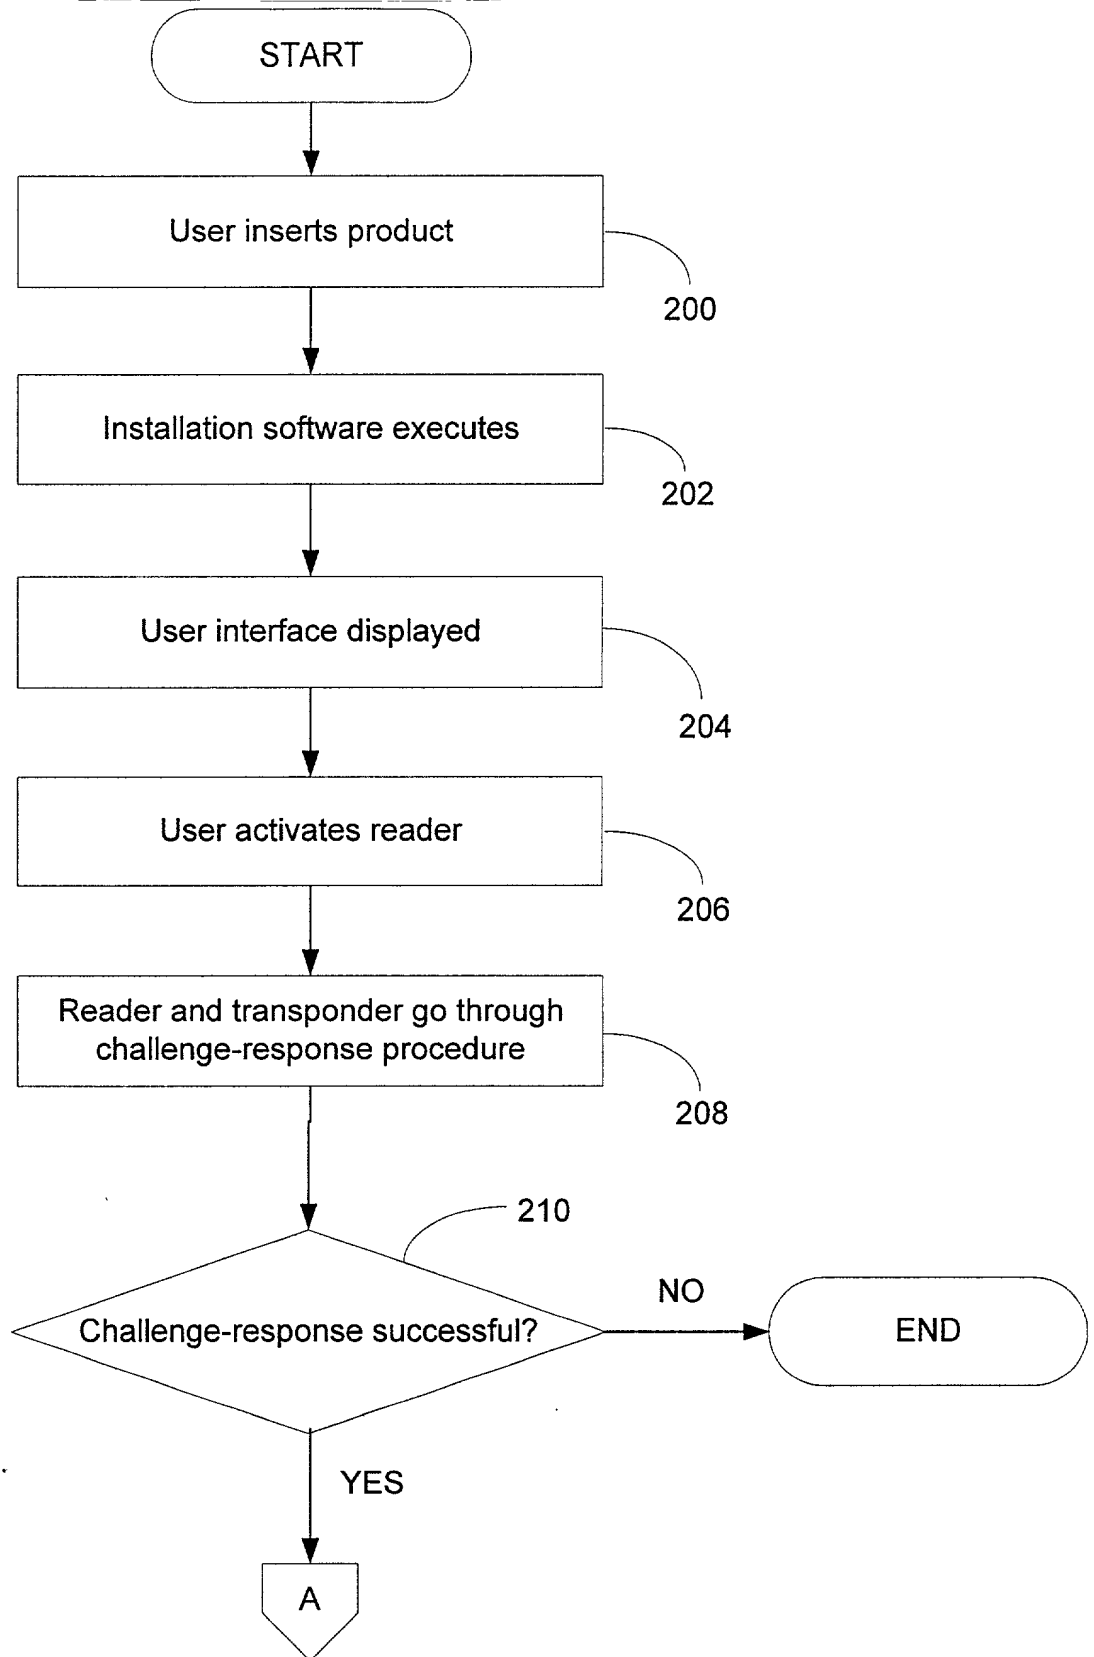 START
User inserts product
200
Installation software executes
202
User interface displayed
204
User activates reader
206
Reader and transponder go through
challenge-response procedure
208
210
Challenge-response successful?
NO
END
YES
A